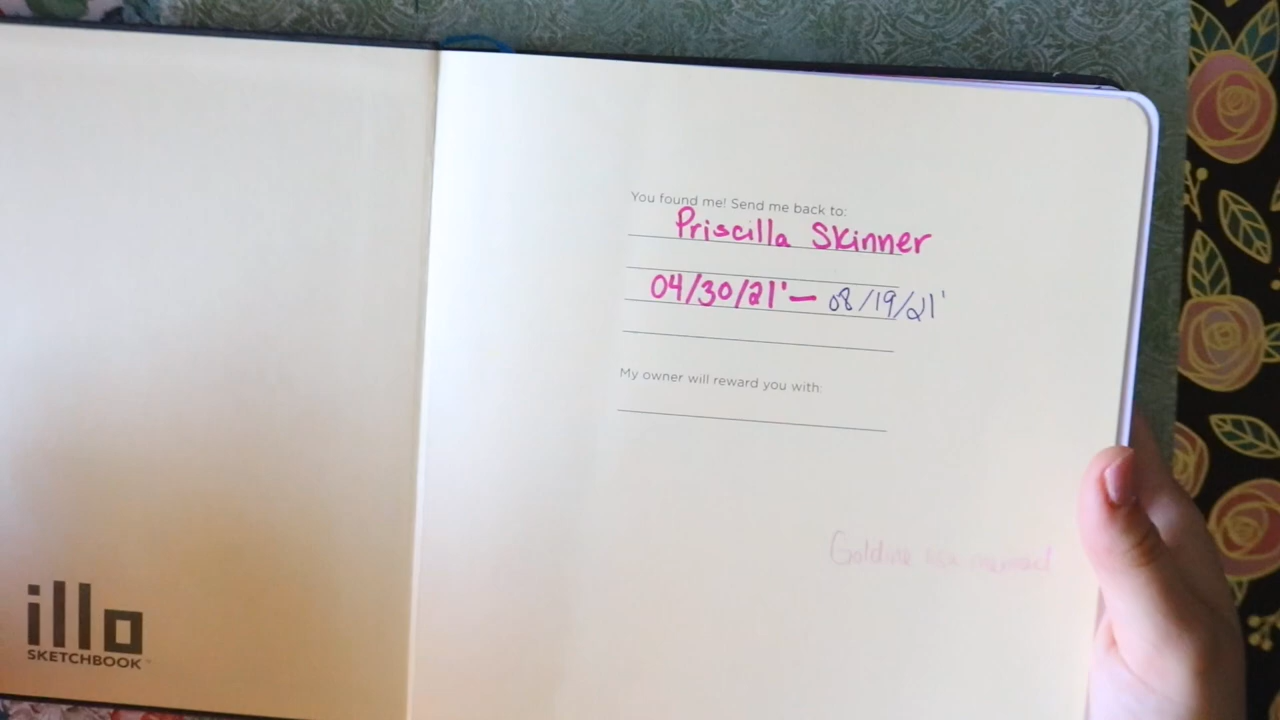 You found me! Send me back to:
Priscilla Skinner
04/30/21'— 08/19/21'
My owner will reward you with:
illo
SKETCHBOOK